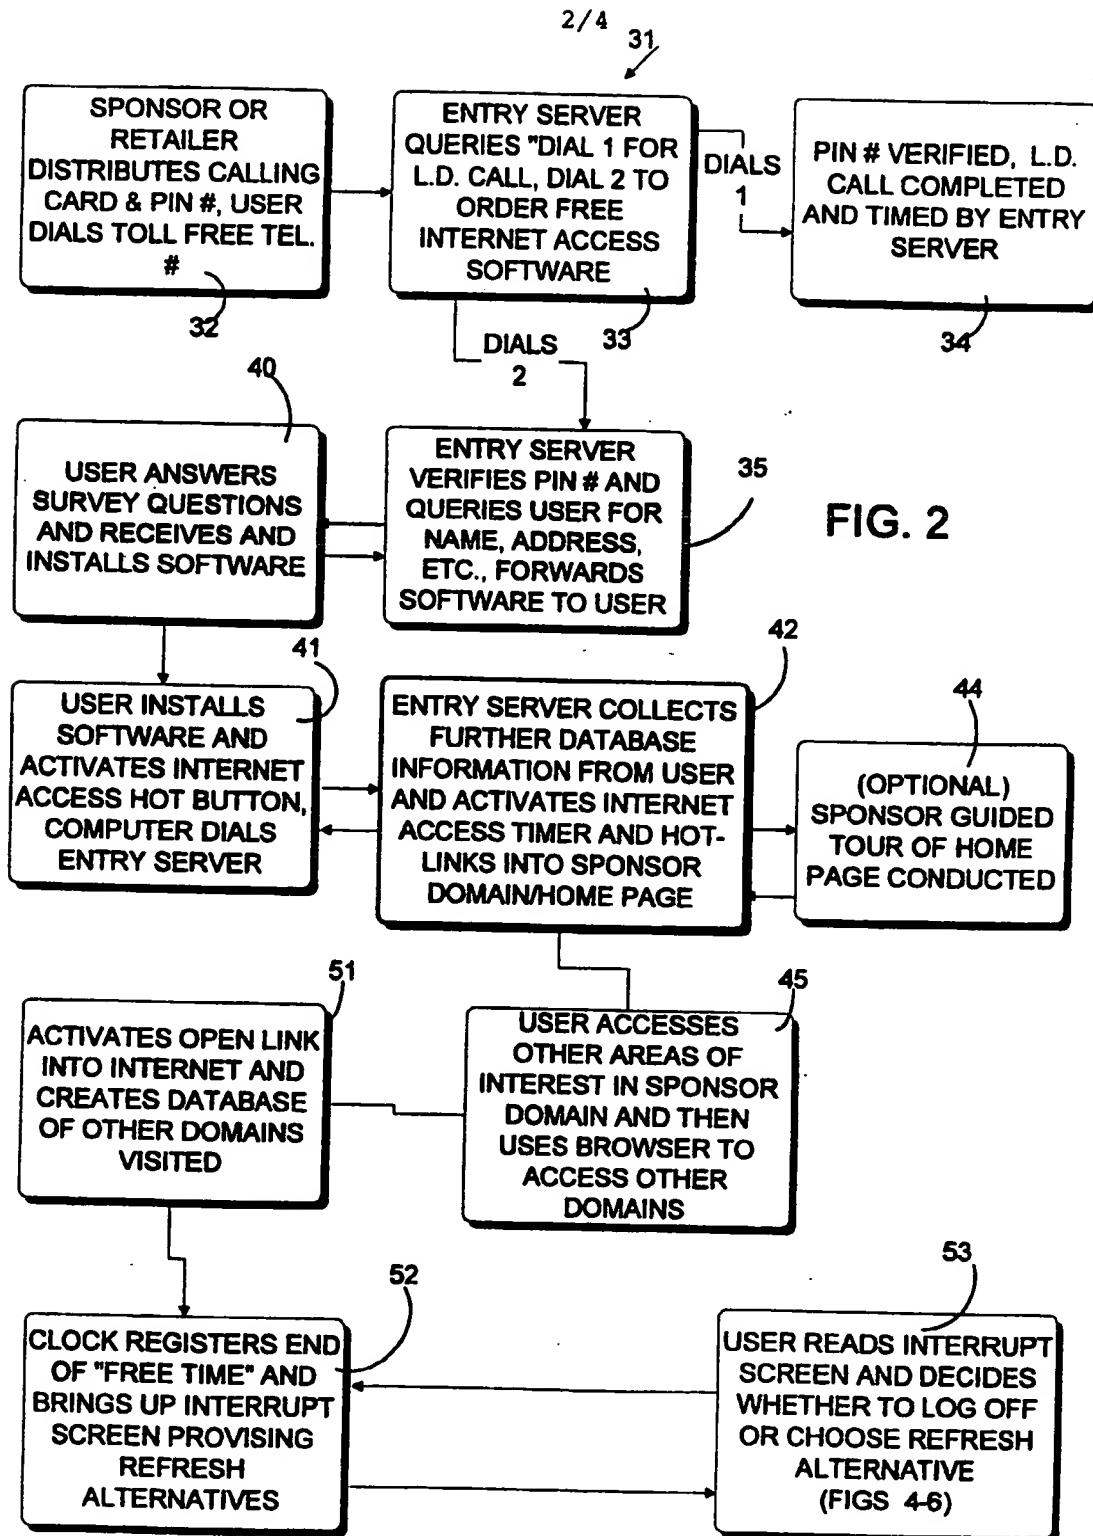 2/4
31
SPONSOR OR
RETAILER
DISTRIBUTES CALLING
CARD & PIN #, USER
DIALS TOLL FREE TEL.
#
32
ENTRY SERVER
QUERIES "DIAL 1 FOR
L.D. CALL, DIAL 2 TO
ORDER FREE
INTERNET ACCESS
SOFTWARE
33
DIALS
1
PIN # VERIFIED, L.D.
CALL COMPLETED
AND TIMED BY ENTRY
SERVER
34
DIALS
2
40
USER ANSWERS
SURVEY QUESTIONS
AND RECEIVES AND
INSTALLS SOFTWARE
ENTRY SERVER
VERIFIES PIN # AND
QUERIES USER FOR
NAME, ADDRESS,
ETC., FORWARDS
SOFTWARE TO USER
35
FIG. 2
41
USER INSTALLS
SOFTWARE AND
ACTIVATES INTERNET
ACCESS HOT BUTTON,
COMPUTER DIALS
ENTRY SERVER
42
ENTRY SERVER COLLECTS
FURTHER DATABASE
INFORMATION FROM USER
AND ACTIVATES INTERNET
ACCESS TIMER AND HOT-
LINKS INTO SPONSOR
DOMAIN/HOME PAGE
44
(OPTIONAL)
SPONSOR GUIDED
TOUR OF HOME
PAGE CONDUCTED
51
ACTIVATES OPEN LINK
INTO INTERNET AND
CREATES DATABASE
OF OTHER DOMAINS
VISITED
45
USER ACCESSES
OTHER AREAS OF
INTEREST IN SPONSOR
DOMAIN AND THEN
USES BROWSER TO
ACCESS OTHER
DOMAINS
52
CLOCK REGISTERS END
OF "FREE TIME" AND
BRINGS UP INTERRUPT
SCREEN PROVISING
REFRESH
ALTERNATIVES
53
USER READS INTERRUPT
SCREEN AND DECIDES
WHETHER TO LOG OFF
OR CHOOSE REFRESH
ALTERNATIVE
(FIGS 4-6)